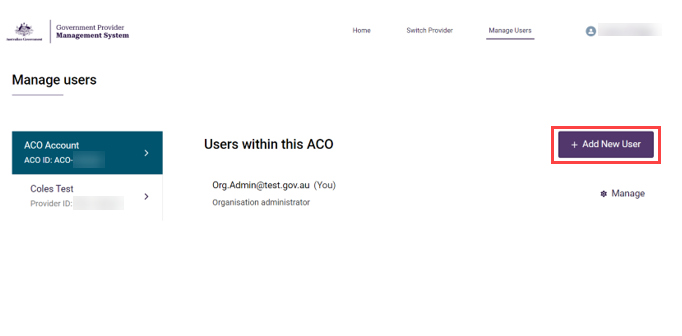 Australian Government
Government Provider
Management System
Home
Switch Provider
Manage Users
Manage users
ACO Account
ACO ID: ACO-
Coles Test
Provider ID:
Users within this ACO
+ Add New User
Org.Admin@test.gov.au (You)
Organisation administrator
Manage